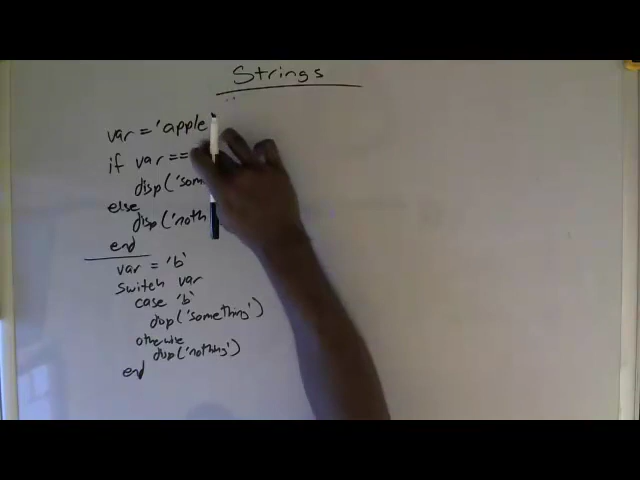 Strings
var = 'apple
if var ==
disp('som
else
disp('noth
end
var = 'b'
switch var
case 'b'
disp('something')
otherwise
disp('nothing')
end